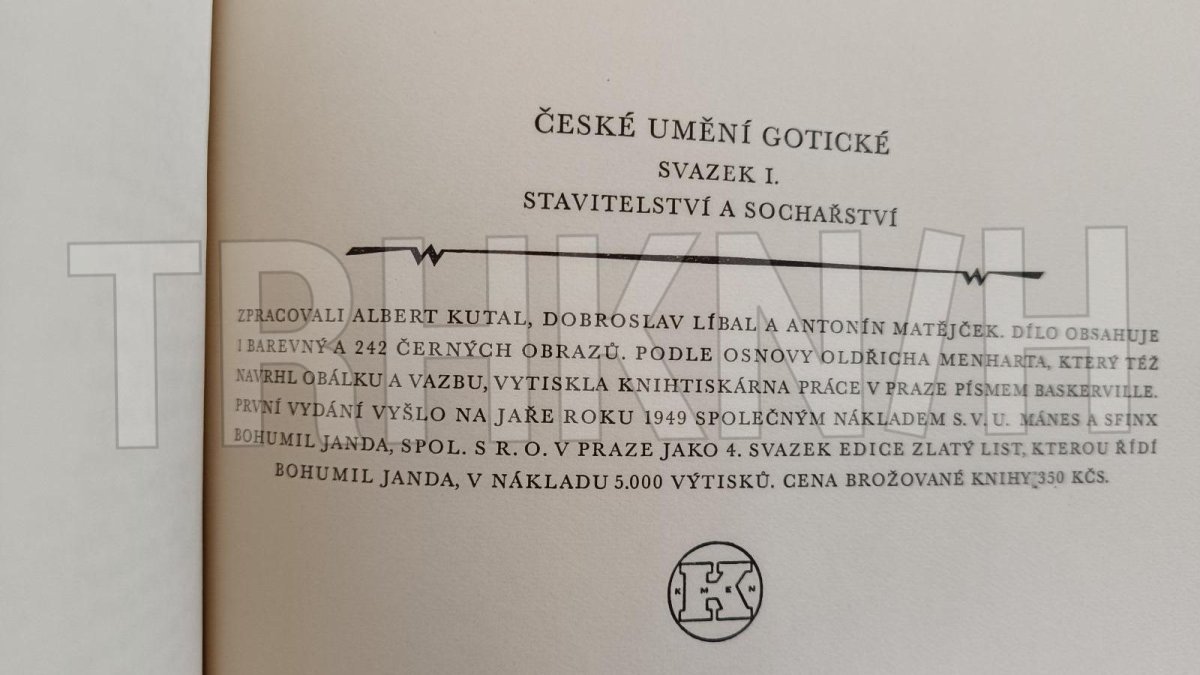 ČESKÉ UMĚNÍ GOTICKÉ
SVAZEK I.
STAVITELSTVÍ A SOCHAŘSTVÍ
ZPRACOVALI ALBERT KUTAL, DOBROSLAV LÍBAL A ANTONÍN MATĚJČEK. DÍLO OBSAHUJE
1 BAREVNÝ A 242 ČERNÝCH OBRAZŮ. PODLE OSNOVY OLDŘICHA MENHARTA, KTERÝ TÉŽ
NAVRHL OBÁLKU A VAZBU, VYTISKLA KNIHTISKÁRNA PRÁCE V PRAZE PÍSMEM BASKERVILLE.
PRVNÍ VYDÁNÍ VYŠLO NA JAŘE ROKU 1949 SPOLEČNÝM NÁKLADEM S.V.U. MÁNES A SFINX
BOHUMIL JANDA, SPOL. S R. O. V PRAZE JAKO 4. SVAZEK EDICE ZLATÝ LIST, KTEROU ŘÍDÍ
BOHUMIL JANDA, V NÁKLADU 5.000 VÝTISKŮ. CENA BROŽOVANÉ KNIHY 350 KČS.
K
KMEN
TRHKNIH